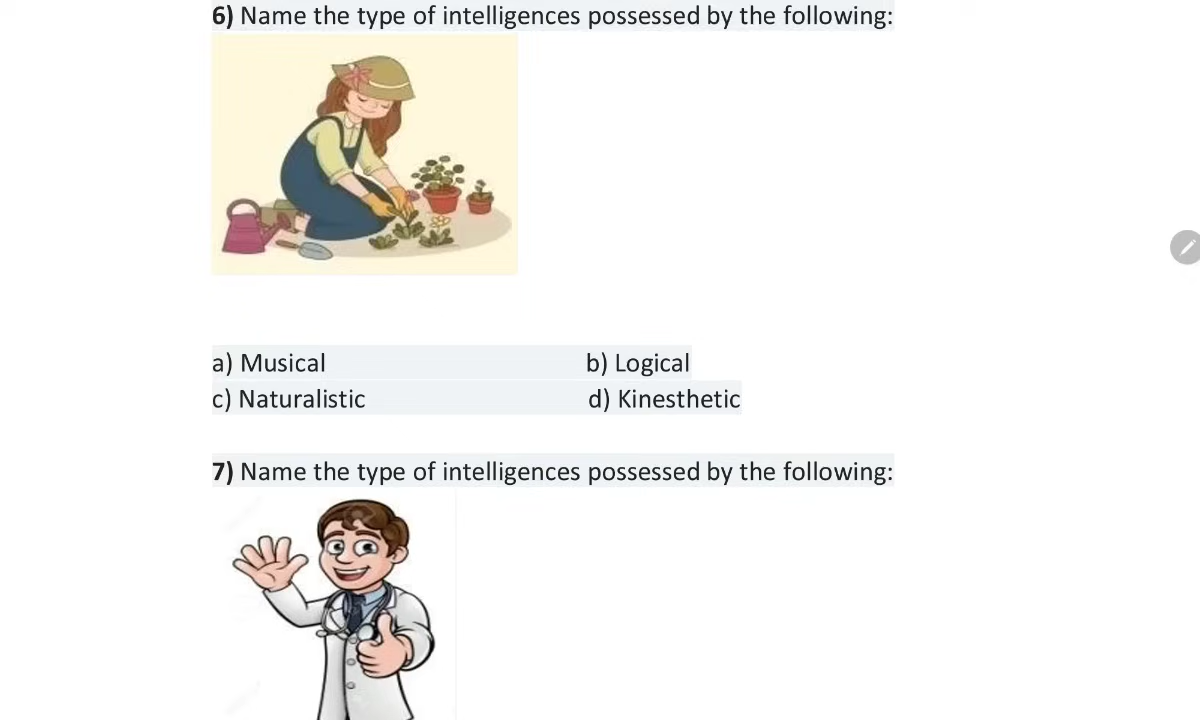 6) Name the type of intelligences possessed by the following:
a) Musical b) Logical
c) Naturalistic d) Kinesthetic
7) Name the type of intelligences possessed by the following: